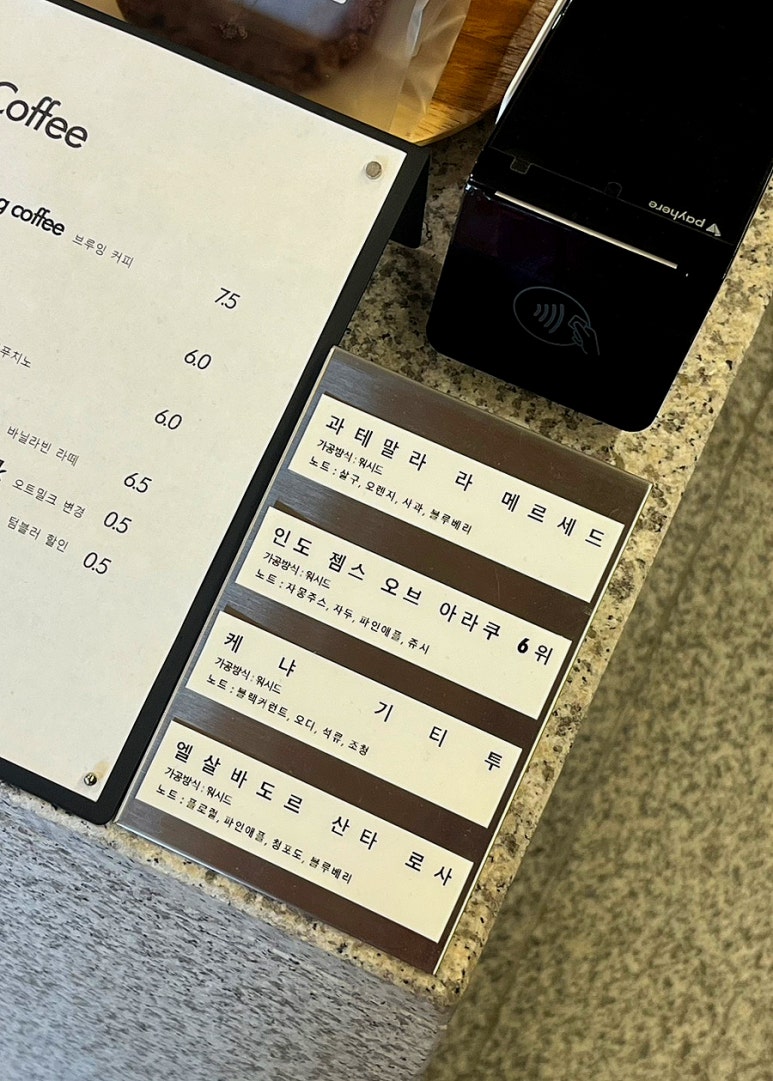 Coffee
g coffee 브루잉 커피
7.5
6.0
푸치노
6.0
바닐라빈 라떼
6.5
오트밀크 변경 0.5
텀블러 할인 0.5
payhere
과테말라 라 메르세드
가공방식 : 워시드
노트 : 살구, 오렌지, 사과, 블루베리
인도 젬스 오브 아라쿠 6위
가공방식 : 워시드
노트 : 자몽주스, 자두, 파인애플, 쥬시
케냐 기티투
가공방식 : 워시드
노트 : 블랙커런트, 오디, 석류, 조청
엘살바도르 산타 로사
가공방식 : 워시드
노트 : 플로럴, 파인애플, 청포도, 블루베리